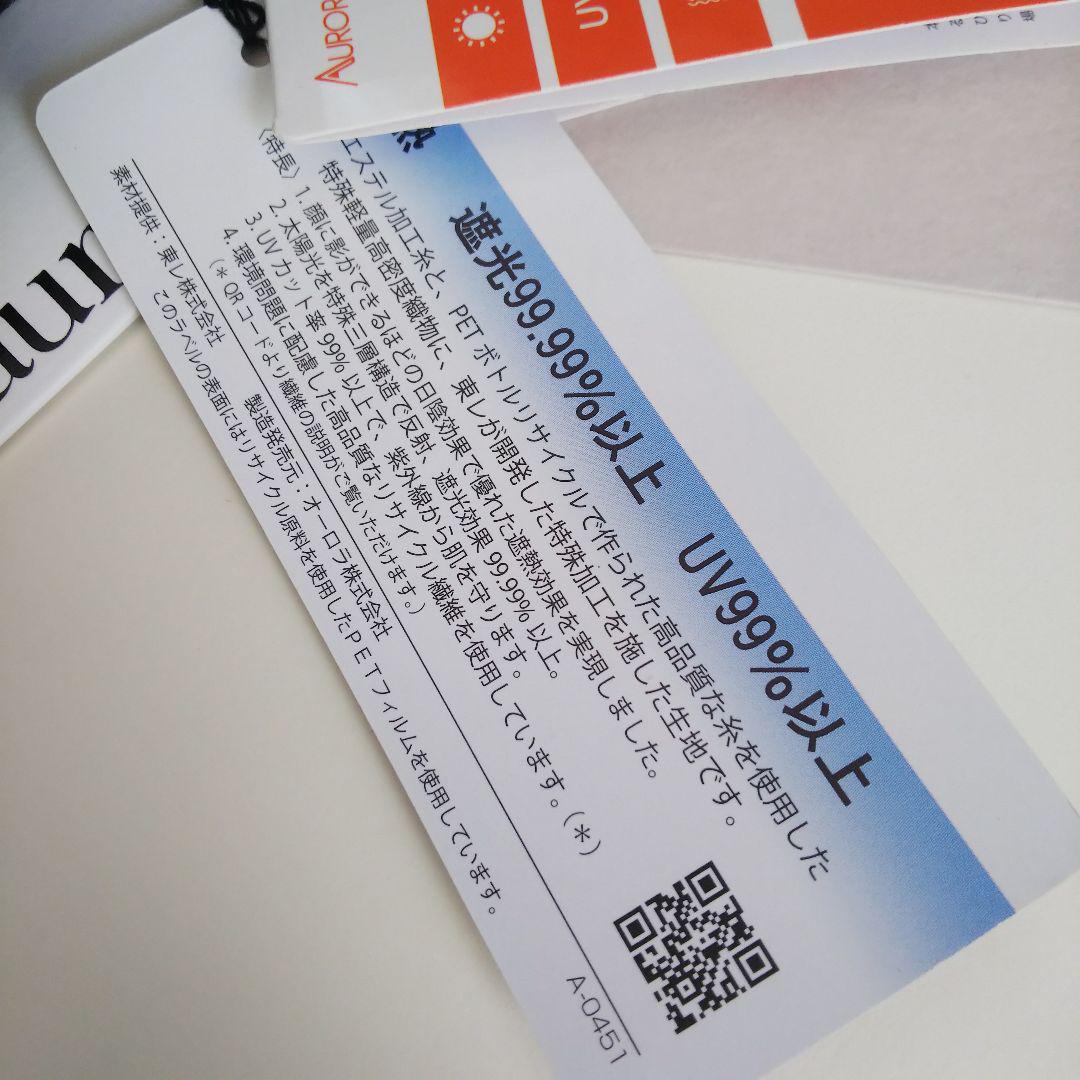 AUROR
UV
熱
遮光99.99%以上 UV99%以上
エステル加工糸と、PETボトルリサイクルで作られた高品質な糸を使用した
特殊軽量高密度織物に、東レが開発した特殊加工を施した生地です。
〈特長〉1. 顔に影ができるほどの日陰効果で優れた遮熱効果を実現しました。
2. 太陽光を特殊三層構造で反射、遮光効果 99.99% 以上。
3. UV カット率 99% 以上で、紫外線から肌を守ります。
4. 環境問題に配慮した高品質なリサイクル繊維を使用しています。(＊)
(＊QRコードより繊維の説明がご覧いただけます。)
素材提供：東レ株式会社 製造発売元：オーロラ株式会社
このラベルの表面にはリサイクル原料を使用したPETフィルムを使用しています。
A-0451